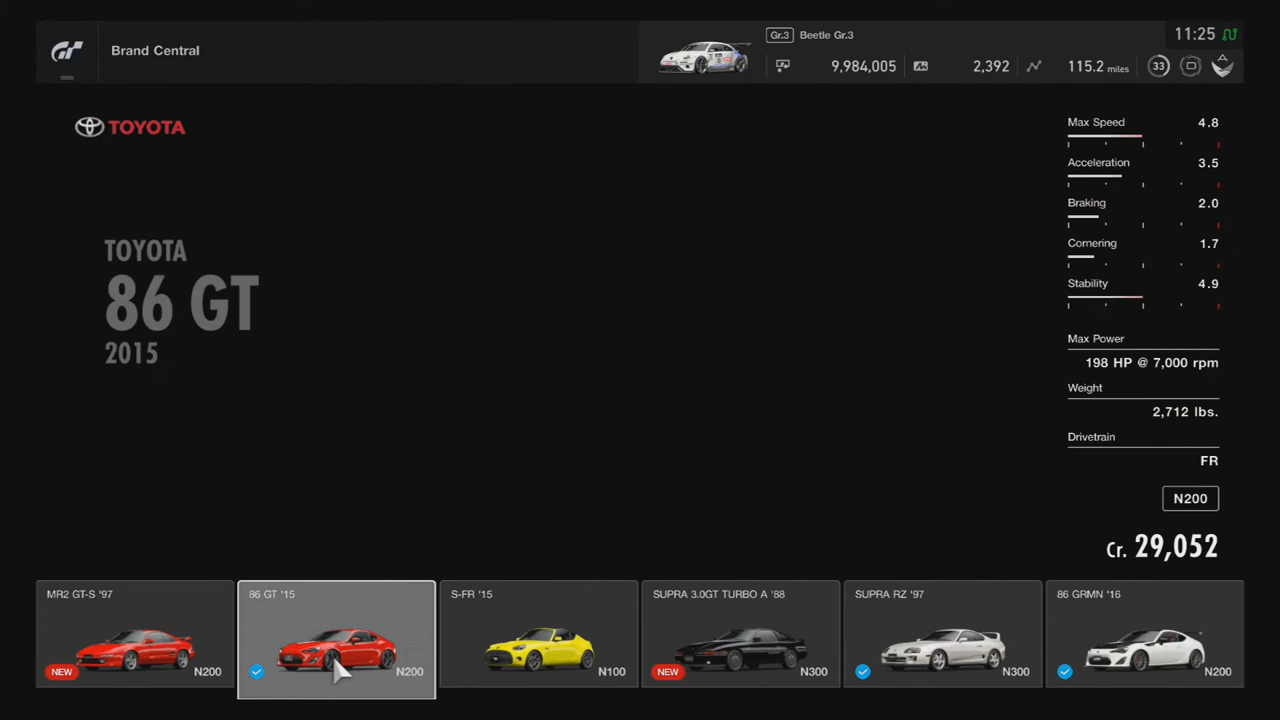 GT Brand Central
Gr.3 Beetle Gr.3
11:25
9,984,005 2,392 115.2 miles 33
TOYOTA
TOYOTA
86 GT
2015
Max Speed 4.8
Acceleration 3.5
Braking 2.0
Cornering 1.7
Stability 4.9
Max Power
198 HP @ 7,000 rpm
Weight
2,712 lbs.
Drivetrain
FR
N200
Cr. 29,052
MR2 GT-S '97
NEW N200
86 GT '15
N200
S-FR '15
N100
SUPRA 3.0GT TURBO A '88
NEW N300
SUPRA RZ '97
N300
86 GRMN '16
N200